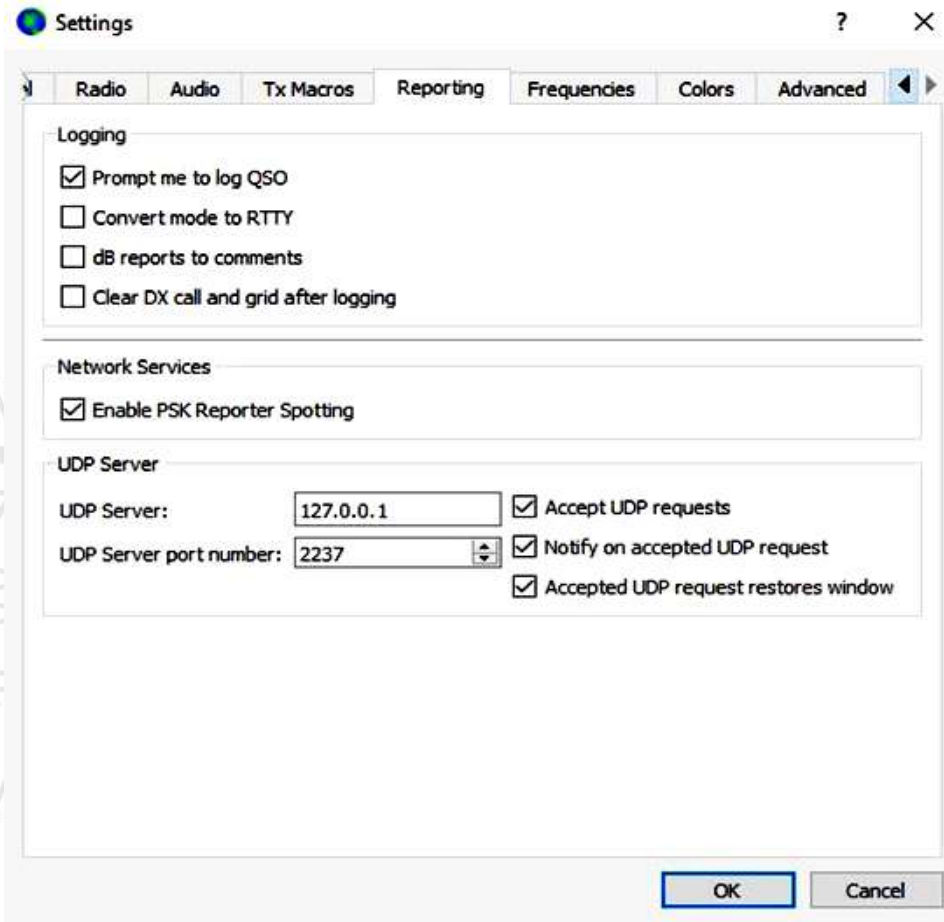 Settings
? ×
Radio Audio Tx Macros Reporting Frequencies Colors Advanced
Logging
Prompt me to log QSO
Convert mode to RTTY
dB reports to comments
Clear DX call and grid after logging
Network Services
Enable PSK Reporter Spotting
UDP Server
UDP Server: 127.0.0.1 Accept UDP requests
UDP Server port number: 2237 Notify on accepted UDP request
Accepted UDP request restores window
OK Cancel